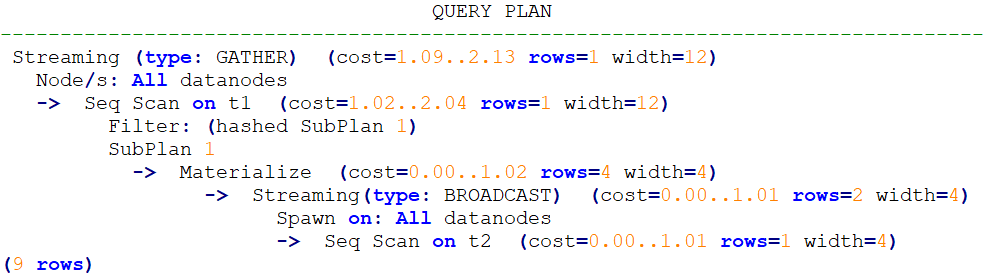 QUERY PLAN
----------------------------------------------------------------------------------
 Streaming (type: GATHER)  (cost=1.09..2.13 rows=1 width=12)
   Node/s: All datanodes
   ->  Seq Scan on t1  (cost=1.02..2.04 rows=1 width=12)
         Filter: (hashed SubPlan 1)
         SubPlan 1
           ->  Materialize  (cost=0.00..1.02 rows=4 width=4)
                 ->  Streaming(type: BROADCAST)  (cost=0.00..1.01 rows=2 width=4)
                       Spawn on: All datanodes
                       ->  Seq Scan on t2  (cost=0.00..1.01 rows=1 width=4)
(9 rows)